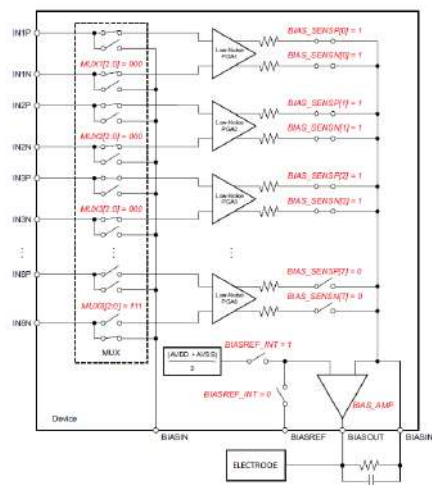 IN1P
BIAS_SENSP[0] = 1
Low-Noise
PGA1
MUX1[2:0] = 000
BIAS_SENSN[0] = 1
IN1N
IN2P
BIAS_SENSP[1] = 1
Low-Noise
PGA2
MUX2[2:0] = 000
BIAS_SENSN[1] = 1
IN2N
IN3P
BIAS_SENSP[2] = 1
Low-Noise
PGA3
MUX3[2:0] = 000
BIAS_SENSN[2] = 1
IN3N
IN8P
BIAS_SENSP[7] = 0
Low-Noise
PGA8
MUX8[2:0] = 111
BIAS_SENSN[7] = 0
IN8N
MUX
BIASREF_INT = 1
(AVDD + AVSS)
2
BIASREF_INT = 0
BIAS_AMP
Device
BIASIN
BIASREF
BIASOUT
BIASIN
ELECTRODE